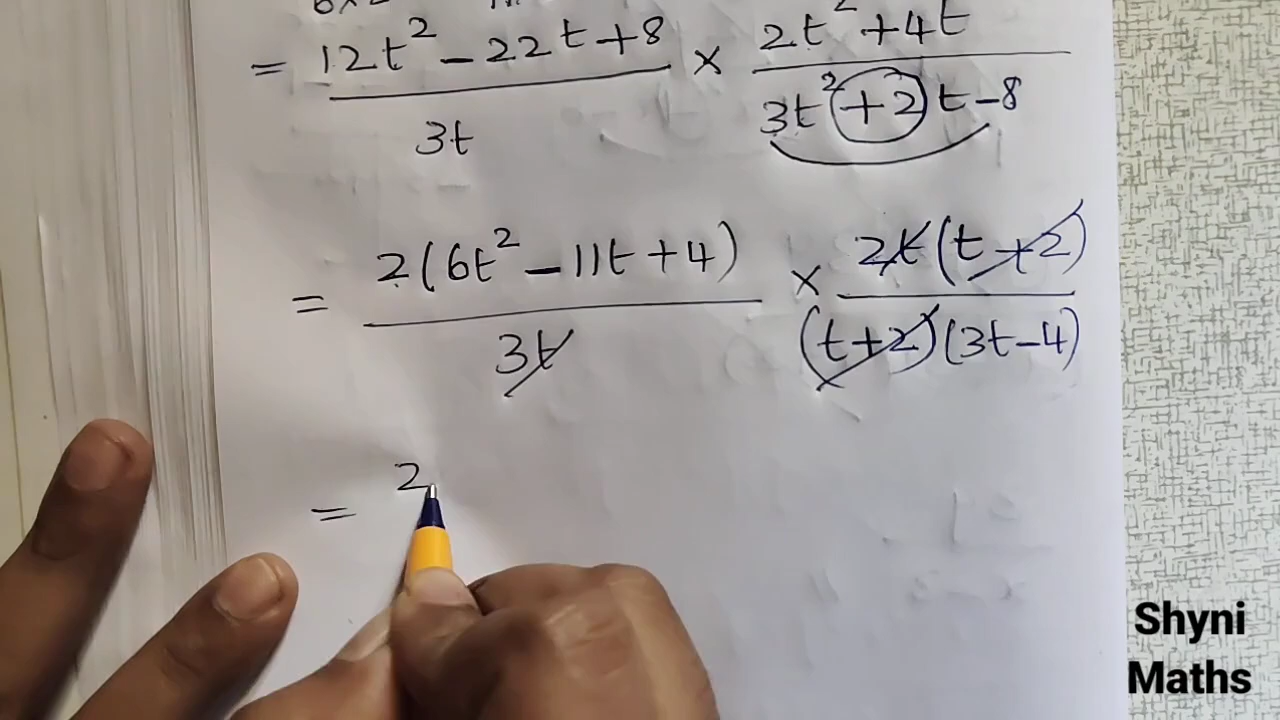 = 12t² - 22t + 8 / 3t × 2t² + 4t / 3t² + 2t - 8
= 2(6t² - 11t + 4) / 3t × 2t(t + 2) / (t + 2)(3t - 4)
= 2
Shyni
Maths